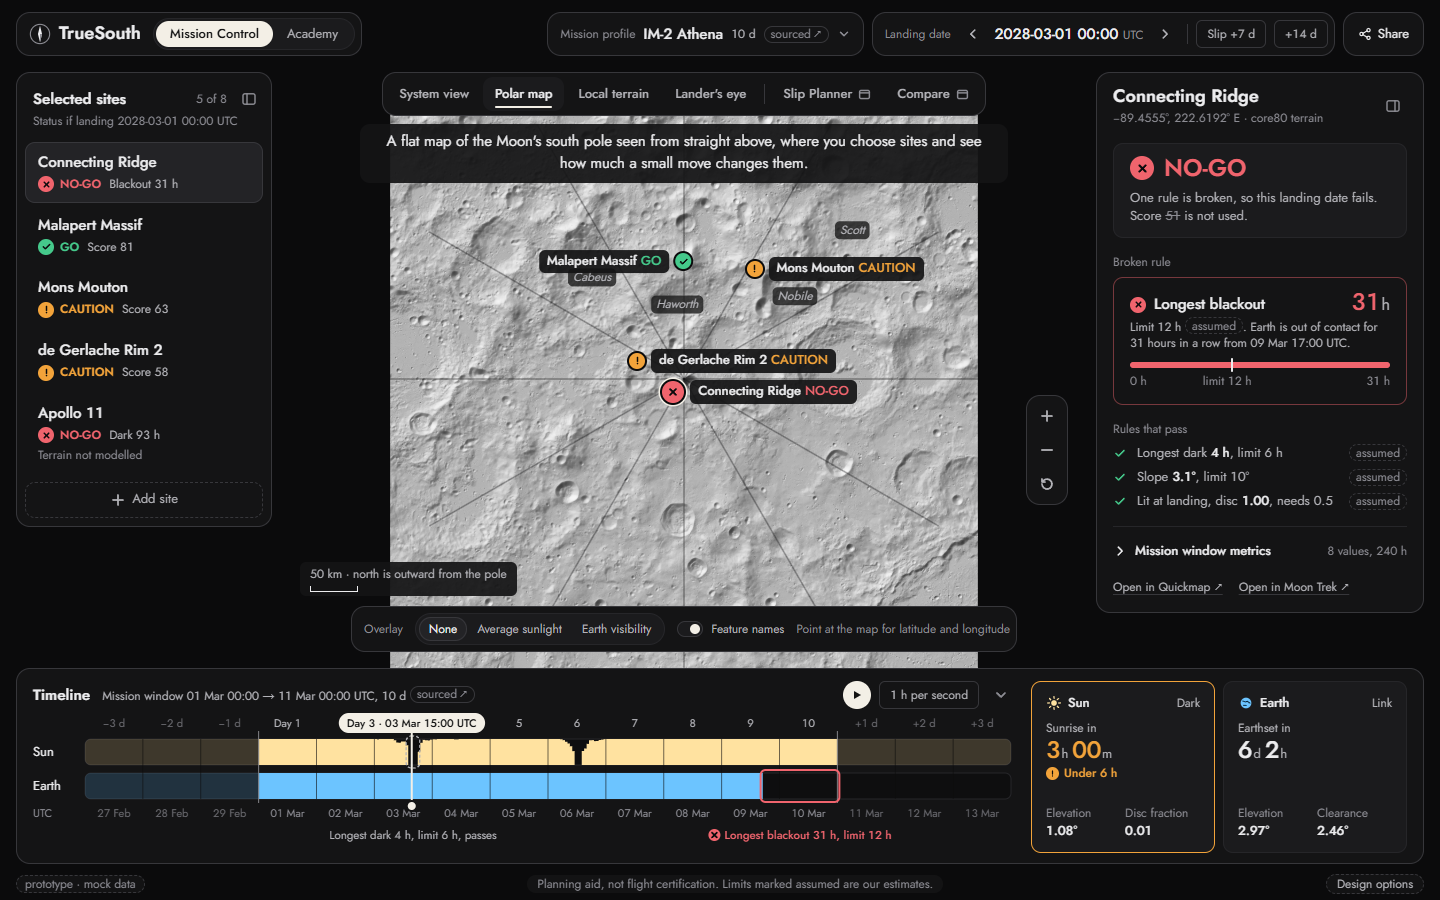 TrueSouth
Mission Control
Academy
Mission profile IM-2 Athena 10 d sourced ↗
Landing date 2028-03-01 00:00 UTC
Slip +7 d
+14 d
Share
Selected sites 5 of 8
Status if landing 2028-03-01 00:00 UTC
Connecting Ridge
NO-GO Blackout 31 h
Malapert Massif
GO Score 81
Mons Mouton
CAUTION Score 63
de Gerlache Rim 2
CAUTION Score 58
Apollo 11
NO-GO Dark 93 h
Terrain not modelled
+ Add site
System view
Polar map
Local terrain
Lander's eye
Slip Planner
Compare
A flat map of the Moon's south pole seen from straight above, where you choose sites and see
how much a small move changes them.
Scott
Malapert Massif GO
Mons Mouton CAUTION
Cabeus
Nobile
Haworth
de Gerlache Rim 2 CAUTION
Connecting Ridge NO-GO
50 km · north is outward from the pole
Overlay
None
Average sunlight
Earth visibility
Feature names
Point at the map for latitude and longitude
Connecting Ridge
−89.4555°, 222.6192° E · core80 terrain
NO-GO
One rule is broken, so this landing date fails.
Score 51 is not used.
Broken rule
Longest blackout 31 h
Limit 12 h assumed. Earth is out of contact for
31 hours in a row from 09 Mar 17:00 UTC.
0 h limit 12 h 31 h
Rules that pass
Longest dark 4 h, limit 6 h assumed
Slope 3.1°, limit 10° assumed
Lit at landing, disc 1.00, needs 0.5 assumed
Mission window metrics 8 values, 240 h
Open in Quickmap ↗ Open in Moon Trek ↗
Timeline Mission window 01 Mar 00:00 → 11 Mar 00:00 UTC, 10 d sourced ↗
1 h per second
−3 d −2 d −1 d Day 1 Day 3 · 03 Mar 15:00 UTC 5 6 7 8 9 10 +1 d +2 d +3 d
Sun
Earth
UTC 27 Feb 28 Feb 29 Feb 01 Mar 02 Mar 03 Mar 04 Mar 05 Mar 06 Mar 07 Mar 08 Mar 09 Mar 10 Mar 11 Mar 12 Mar 13 Mar
Longest dark 4 h, limit 6 h, passes
Longest blackout 31 h, limit 12 h
Sun Dark
Sunrise in
3 h 00 m
Under 6 h
Elevation Disc fraction
1.08° 0.01
Earth Link
Earthset in
6 d 2 h
Elevation Clearance
2.97° 2.46°
prototype · mock data
Planning aid, not flight certification. Limits marked assumed are our estimates.
Design options